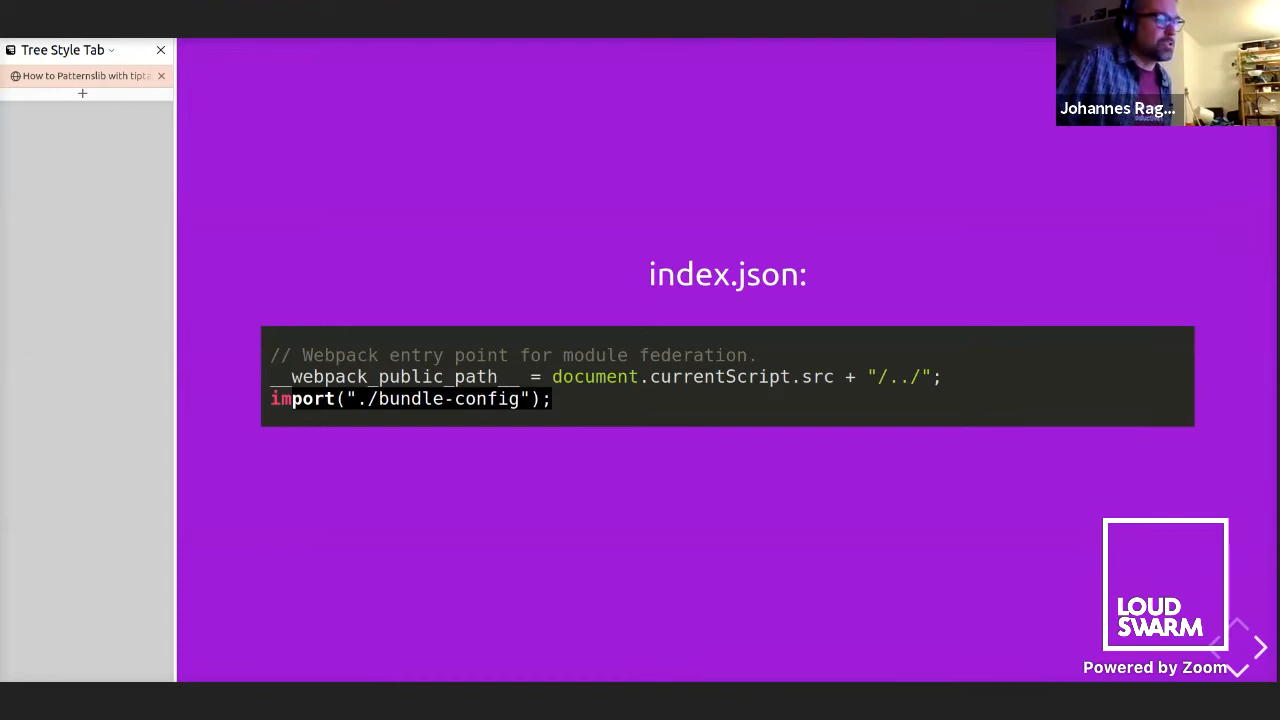 Tree Style Tab
How to Patternslib with tipta
Johannes Rag...
index.json:
// Webpack entry point for module federation.
__webpack_public_path__ = document.currentScript.src + "/../";
import("./bundle-config");
LOUD
SWARM
Powered by Zoom